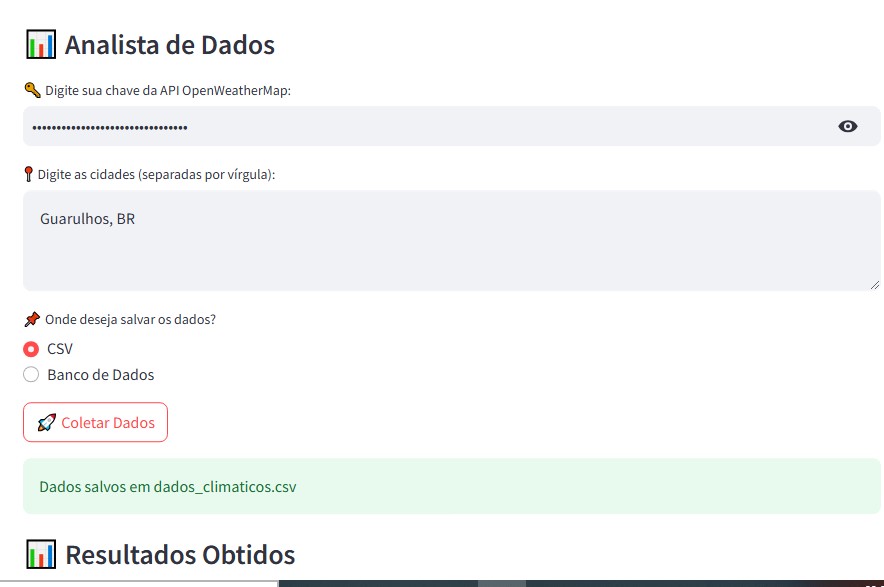 Analista de Dados
Digite sua chave da API OpenWeatherMap:
••••••••••••••••••••••••••••••••
Digite as cidades (separadas por vírgula):
Guarulhos, BR
Onde deseja salvar os dados?
CSV
Banco de Dados
Coletar Dados
Dados salvos em dados_climaticos.csv
Resultados Obtidos